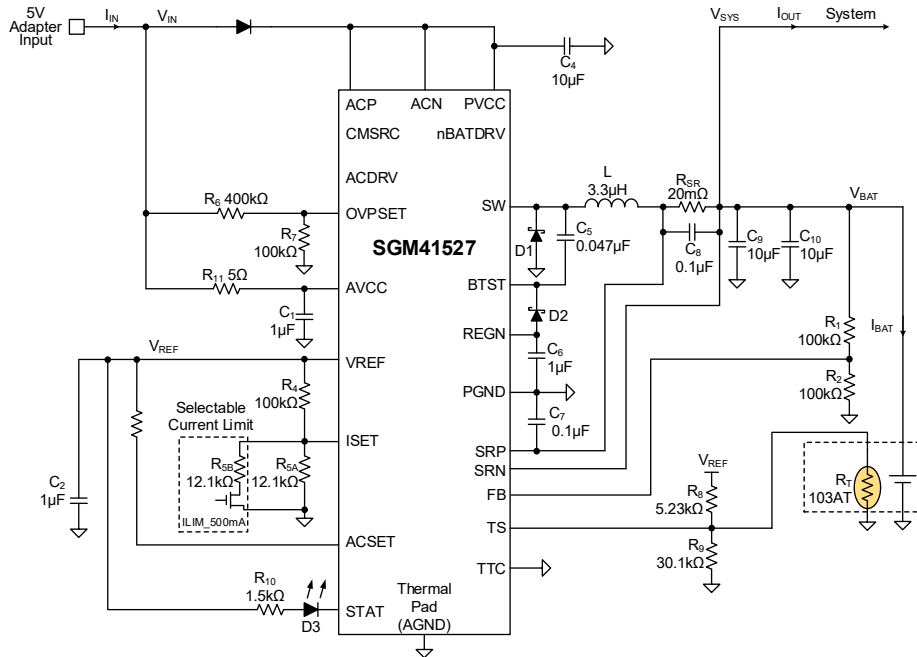 5V
Adapter
Input
IIN
VIN
VSYS
IOUT
System
C4
10µF
ACP
ACN
PVCC
CMSRC
nBATDRV
ACDRV
R6 400kΩ
OVPSET
R7
100kΩ
SGM41527
R11 5Ω
AVCC
C1
1µF
VREF
VREF
R4
100kΩ
Selectable
Current Limit
ISET
R5B
12.1kΩ
R5A
12.1kΩ
ILIM_500mA
C2
1µF
ACSET
R10
1.5kΩ
D3
STAT
Thermal
Pad
(AGND)
SW
L
3.3µH
RSR
20mΩ
VBAT
D1
C5
0.047µF
C8
0.1µF
C9
10µF
C10
10µF
BTST
D2
REGN
C6
1µF
PGND
C7
0.1µF
SRP
SRN
FB
R1
100kΩ
IBAT
R2
100kΩ
VREF
R8
5.23kΩ
TS
R9
30.1kΩ
RT
103AT
TTC